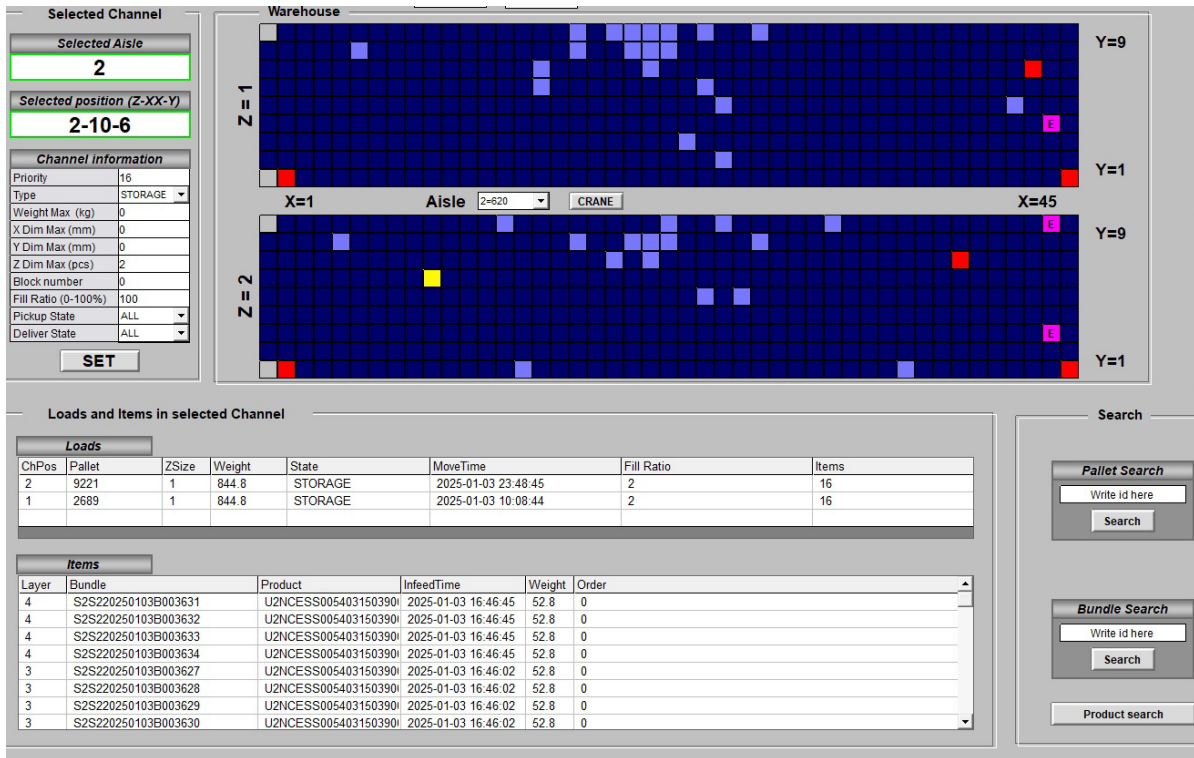 Selected Channel
Selected Aisle
2
Selected position (Z-XX-Y)
2-10-6
Channel information
Priority 16
Type STORAGE
Weight Max (kg) 0
X Dim Max (mm) 0
Y Dim Max (mm) 0
Z Dim Max (pcs) 2
Block number 0
Fill Ratio (0-100%) 100
Pickup State ALL
Deliver State ALL
SET
Warehouse
Z = 1
Y=9
E
Y=1
X=1 Aisle 2=620 CRANE X=45
Z = 2
E
Y=9
E
Y=1
Loads and Items in selected Channel
Loads
ChPos Pallet ZSize Weight State MoveTime Fill Ratio Items
2 9221 1 844.8 STORAGE 2025-01-03 23:48:45 2 16
1 2689 1 844.8 STORAGE 2025-01-03 10:08:44 2 16
Items
Layer Bundle Product InfeedTime Weight Order
4 S2S220250103B003631 U2NCESS005403150390 2025-01-03 16:46:45 52.8 0
4 S2S220250103B003632 U2NCESS005403150390 2025-01-03 16:46:45 52.8 0
4 S2S220250103B003633 U2NCESS005403150390 2025-01-03 16:46:45 52.8 0
4 S2S220250103B003634 U2NCESS005403150390 2025-01-03 16:46:45 52.8 0
3 S2S220250103B003627 U2NCESS005403150390 2025-01-03 16:46:02 52.8 0
3 S2S220250103B003628 U2NCESS005403150390 2025-01-03 16:46:02 52.8 0
3 S2S220250103B003629 U2NCESS005403150390 2025-01-03 16:46:02 52.8 0
3 S2S220250103B003630 U2NCESS005403150390 2025-01-03 16:46:02 52.8 0
Search
Pallet Search
Write id here
Search
Bundle Search
Write id here
Search
Product search